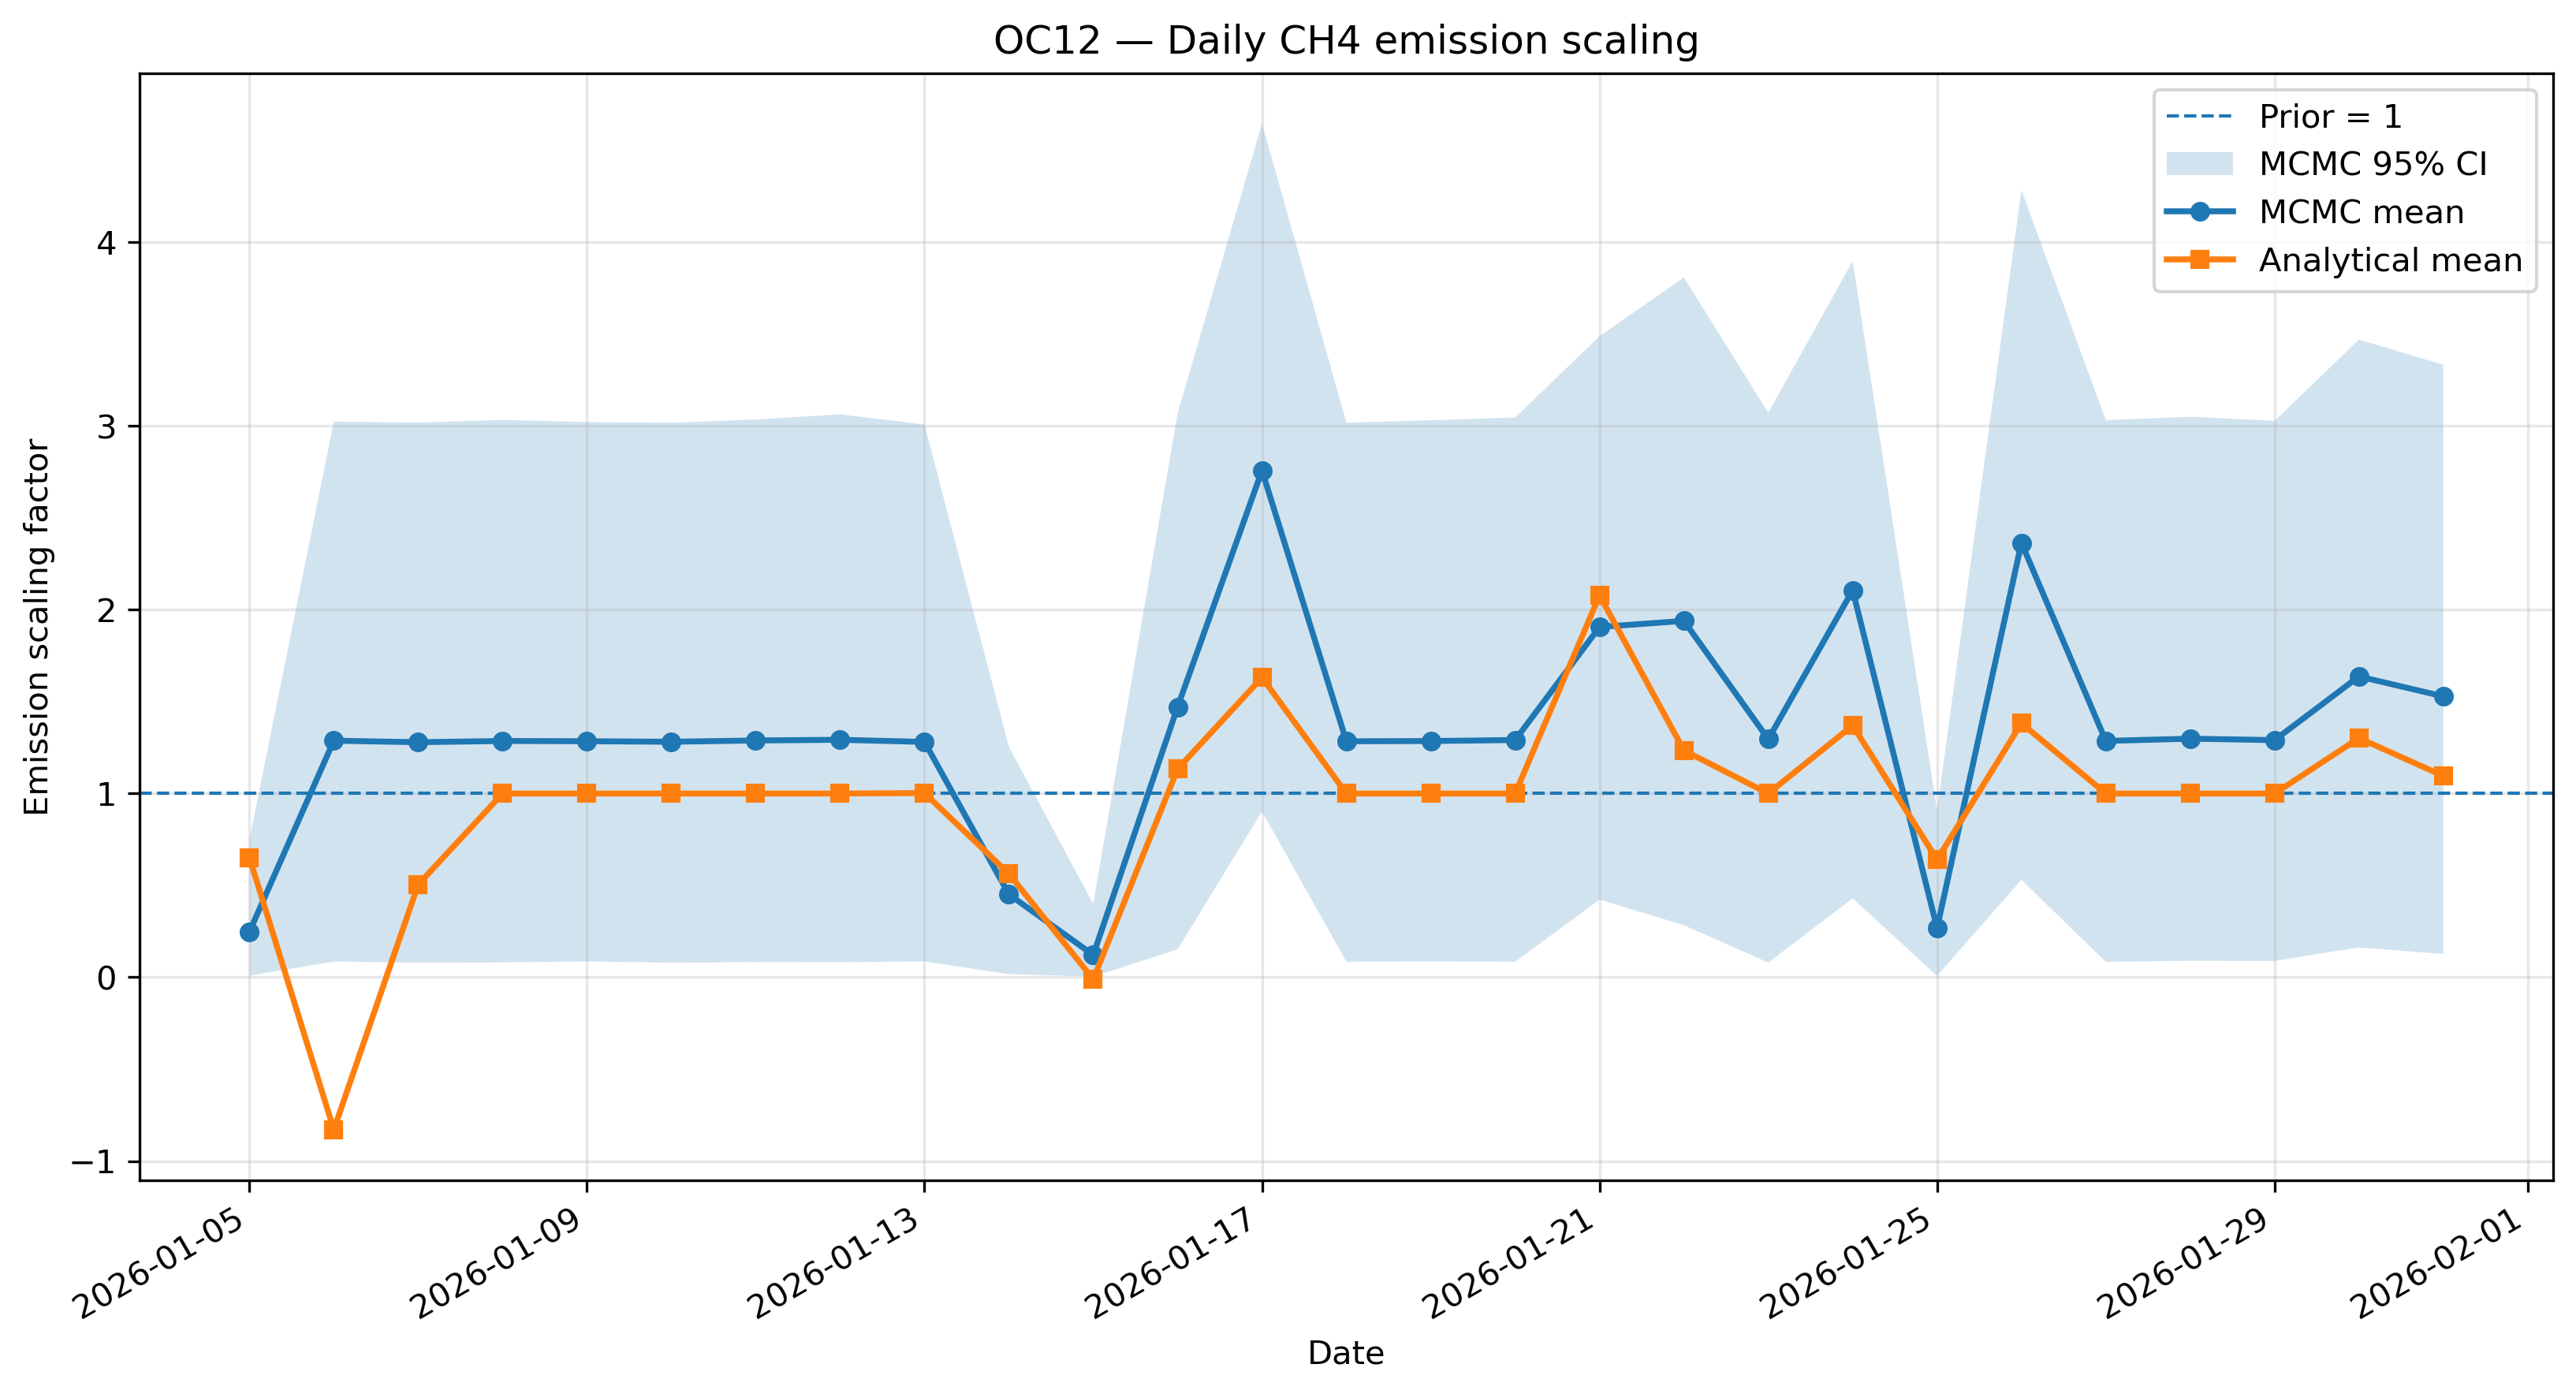 OC12 — Daily CH4 emission scaling
Prior = 1
MCMC 95% CI
MCMC mean
Analytical mean
Emission scaling factor
4
3
2
1
0
−1
2026-01-05
2026-01-09
2026-01-13
2026-01-17
2026-01-21
2026-01-25
2026-01-29
2026-02-01
Date